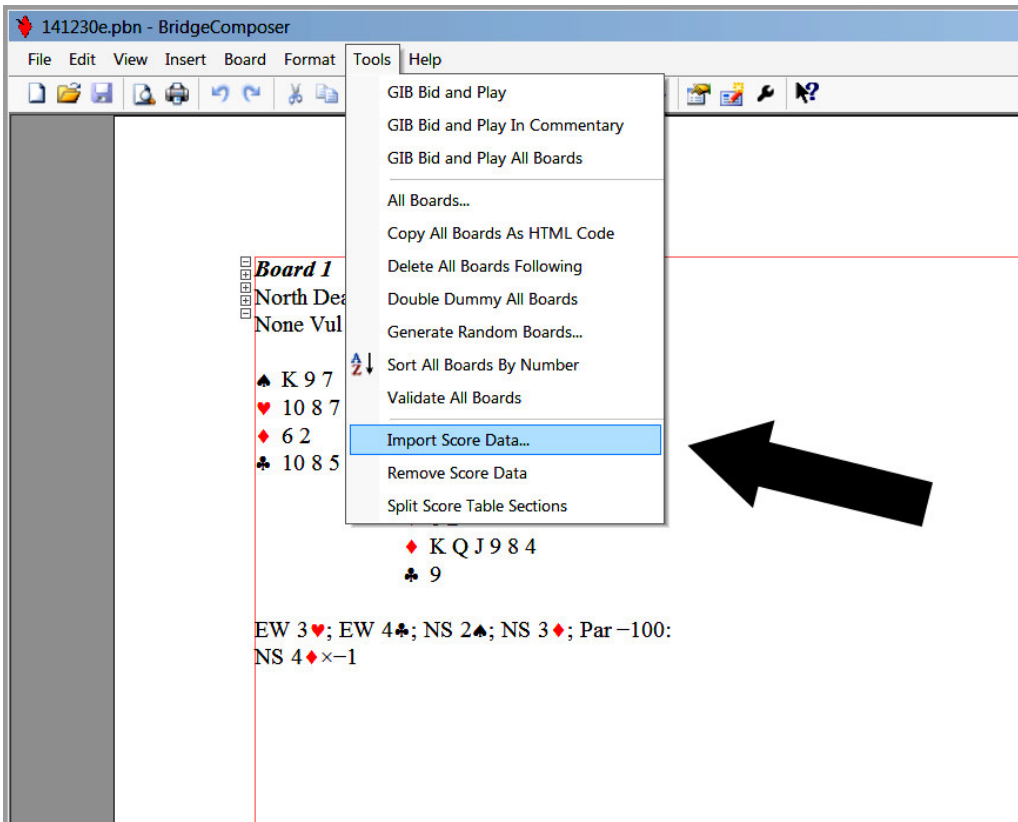 141230e.pbn - BridgeComposer
File Edit View Insert Board Format Tools Help
GIB Bid and Play
GIB Bid and Play In Commentary
GIB Bid and Play All Boards
All Boards...
Copy All Boards As HTML Code
Delete All Boards Following
Double Dummy All Boards
Generate Random Boards...
Sort All Boards By Number
Validate All Boards
Import Score Data...
Remove Score Data
Split Score Table Sections
Board 1
North
None Vul
♠ K 9 7
♥ 10 8 7
♦ 6 2
♣ 10 8 5
♦ K Q J 9 8 4
♣ 9
EW 3♥; EW 4♣; NS 2♠; NS 3♦; Par −100:
NS 4♦×−1